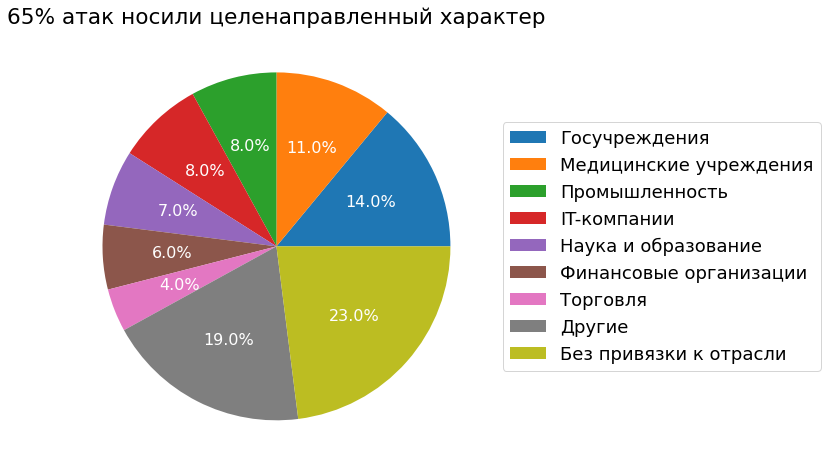 65% атак носили целенаправленный характер
14.0%
11.0%
8.0%
8.0%
7.0%
6.0%
4.0%
19.0%
23.0%
Госучреждения
Медицинские учреждения
Промышленность
IT-компании
Наука и образование
Финансовые организации
Торговля
Другие
Без привязки к отрасли